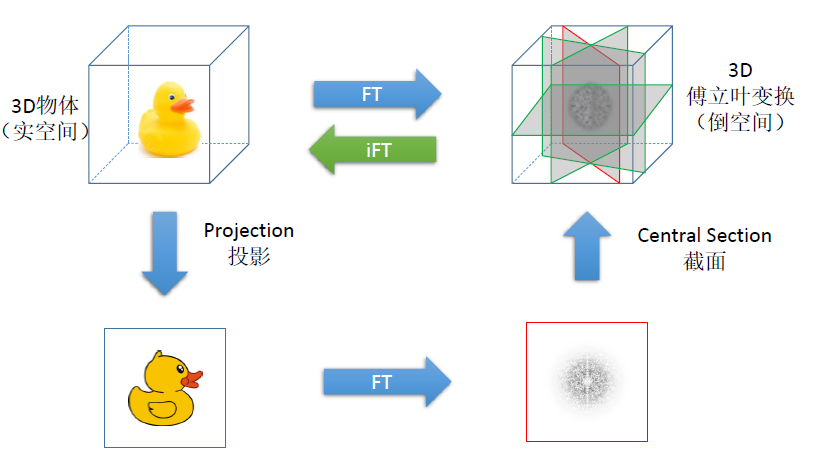 3D物体
（实空间）
FT
iFT
3D
傅立叶变换
（倒空间）
Projection
投影
Central Section
截面
FT